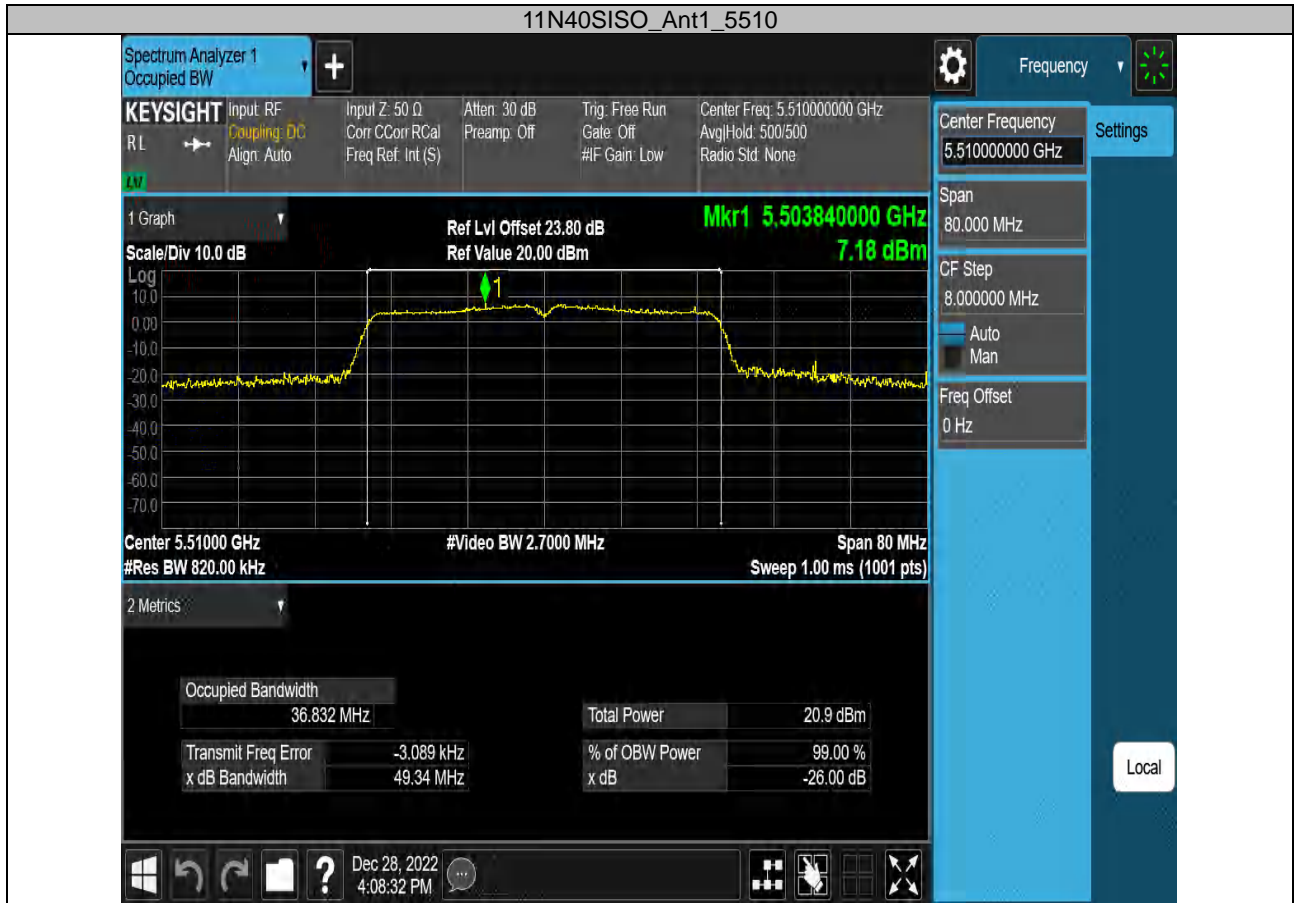 11N40SISO_Ant1_5510
Spectrum Analyzer 1
Occupied BW
Frequency
KEYSIGHT
RL
Input: RF
Coupling: DC
Align: Auto
Input Z: 50 Ω
Corr CCorr RCal
Freq Ref: Int (S)
Atten: 30 dB
Preamp: Off
Trig: Free Run
Gate: Off
#IF Gain: Low
Center Freq: 5.510000000 GHz
Avg|Hold: 500/500
Radio Std: None
Center Frequency
5.510000000 GHz
Settings
Span
80.000 MHz
CF Step
8.000000 MHz
Auto
Man
Freq Offset
0 Hz
1 Graph
Scale/Div 10.0 dB
Ref Lvl Offset 23.80 dB
Ref Value 20.00 dBm
Mkr1 5.503840000 GHz
7.18 dBm
Log
10.0
0.00
-10.0
-20.0
-30.0
-40.0
-50.0
-60.0
-70.0
1
Center 5.51000 GHz
#Res BW 820.00 kHz
#Video BW 2.7000 MHz
Span 80 MHz
Sweep 1.00 ms (1001 pts)
2 Metrics
Occupied Bandwidth
36.832 MHz
Total Power 20.9 dBm
Transmit Freq Error -3.089 kHz
% of OBW Power 99.00 %
x dB Bandwidth 49.34 MHz
x dB -26.00 dB
Local
Dec 28, 2022
4:08:32 PM